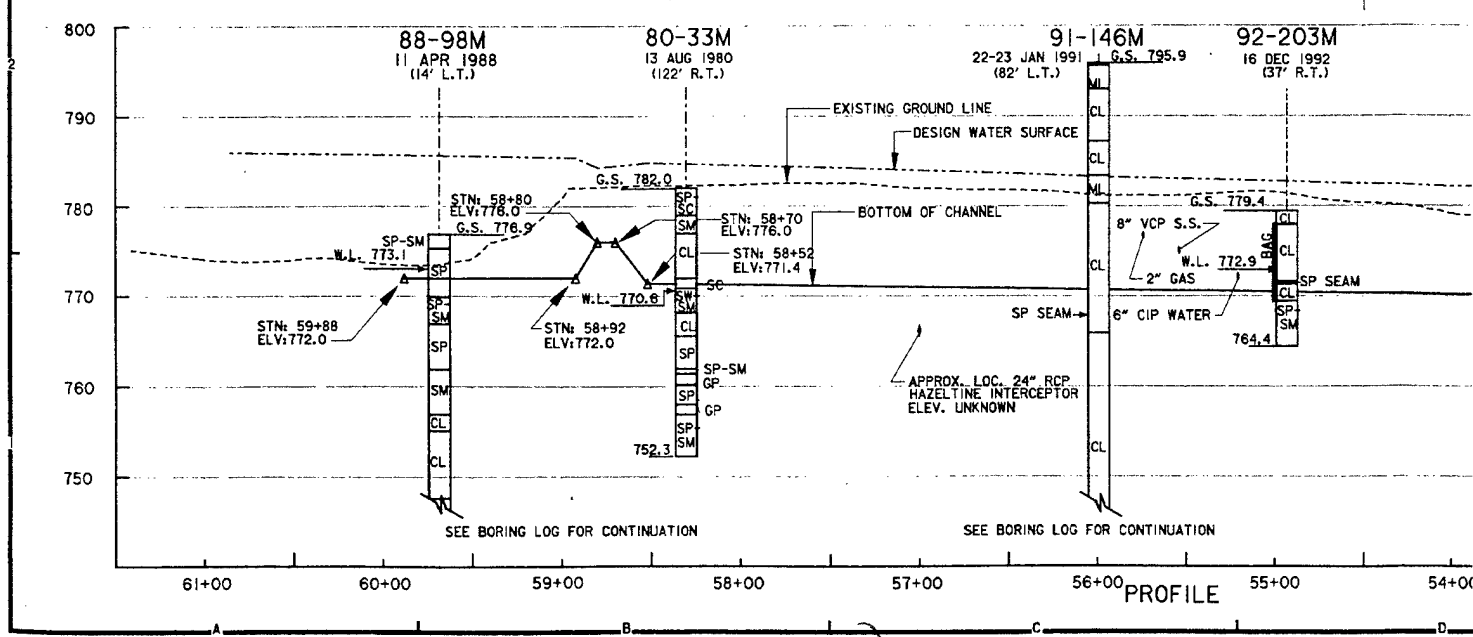 800
790
780
770
760
750
2
88-98M
11 APR 1988
(14' L.T.)
80-33M
13 AUG 1980
(122' R.T.)
91-146M
22-23 JAN 1991
(82' L.T.)
G.S. 795.9
92-203M
16 DEC 1992
(37' R.T.)
EXISTING GROUND LINE
DESIGN WATER SURFACE
BOTTOM OF CHANNEL
G.S. 782.0
STN: 58+80
ELV:776.0
G.S. 776.9
SP-SM
W.L. 773.1
SP
SP-
SM
SP
SM
CL
CL
STN: 59+88
ELV:772.0
STN: 58+92
ELV:772.0
STN: 58+70
ELV:776.0
STN: 58+52
ELV:771.4
SP-
SC
SM
CL
SC
W.L. 770.6
SW-
SM
CL
SP
SP-SM
GP
SP
GP
SP-
SM
752.3
ML
CL
CL
ML
CL
SP SEAM
CL
APPROX. LOC. 24" RCP
HAZELTINE INTERCEPTOR
ELEV. UNKNOWN
8" VCP S.S.
2" GAS
6" CIP WATER
G.S. 779.4
CL
CL
BAG
W.L. 772.9
SP SEAM
CL
SP-
SM
764.4
SEE BORING LOG FOR CONTINUATION
SEE BORING LOG FOR CONTINUATION
61+00
60+00
59+00
58+00
57+00
56+00
55+00
54+00
PROFILE
A
B
C
D